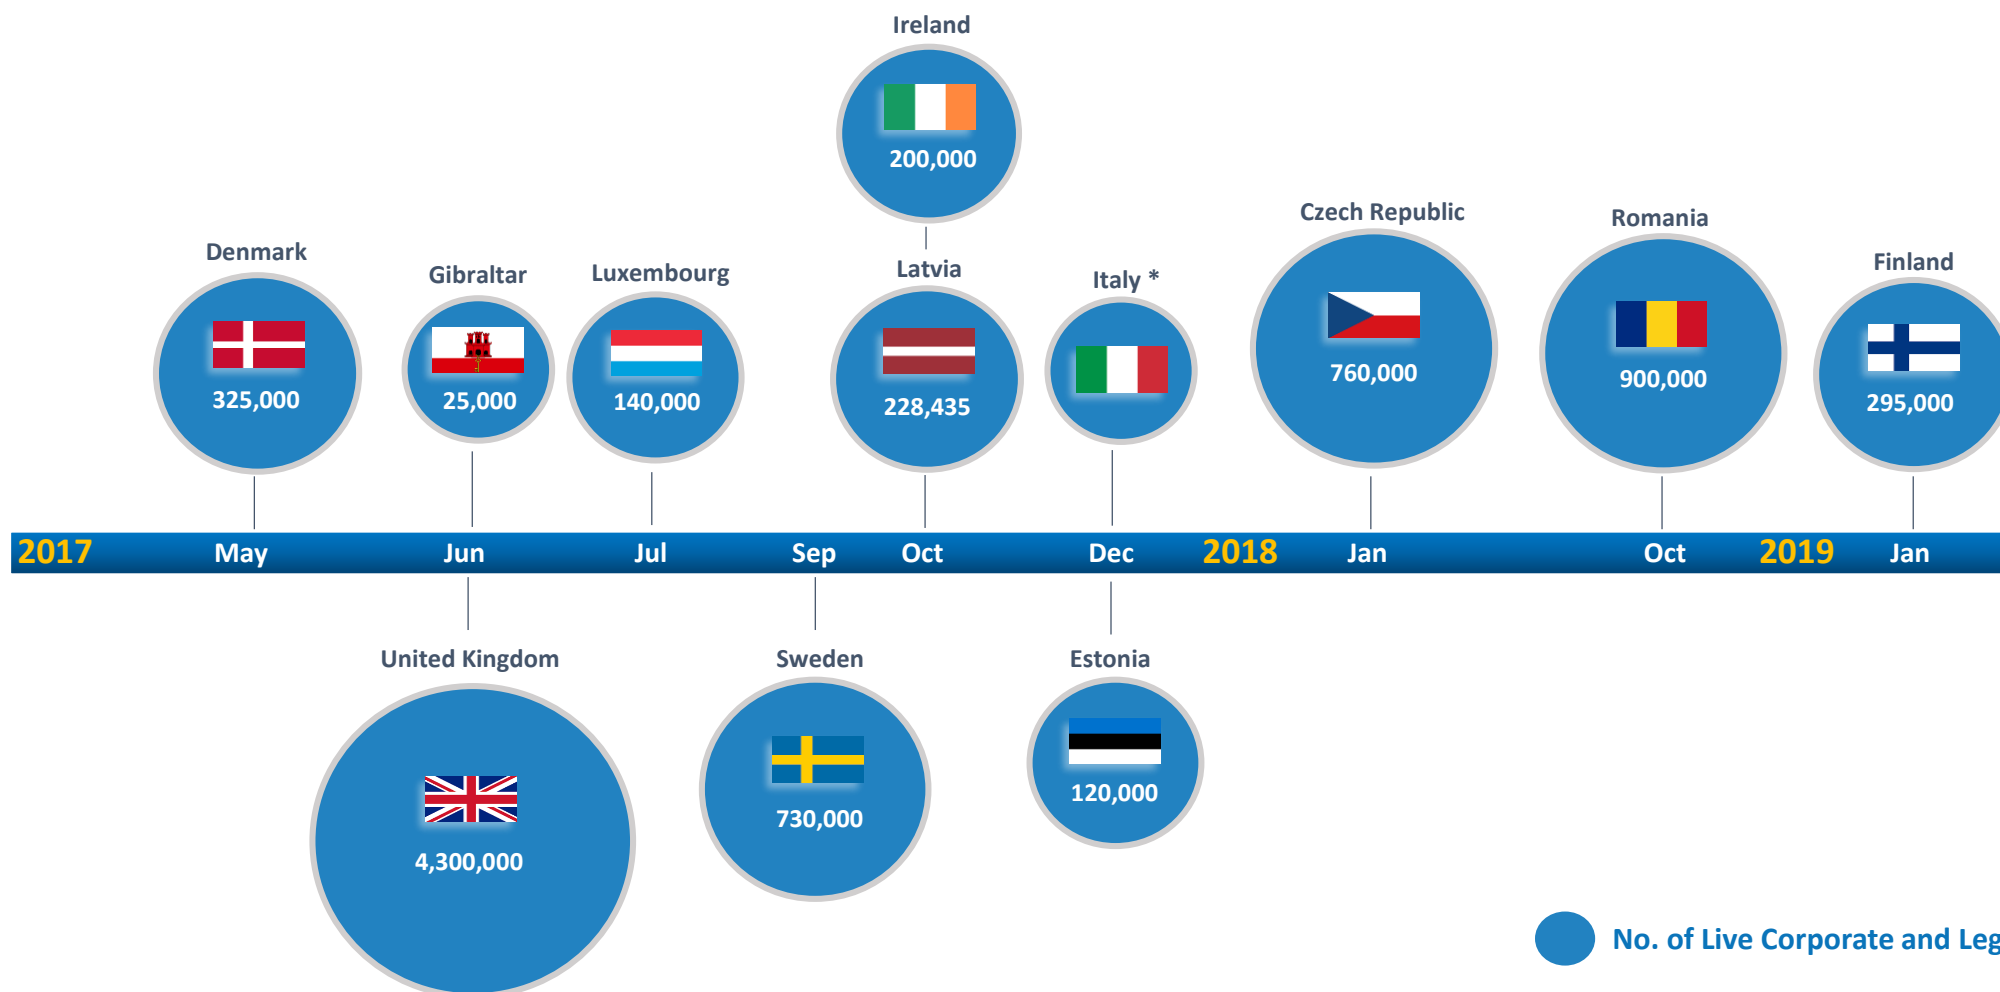 Ireland
200,000
Czech Republic
760,000
Romania
900,000
Denmark
325,000
Gibraltar
25,000
Luxembourg
140,000
Latvia
228,435
Italy *
Finland
295,000
2017 May Jun Jul Sep Oct Dec 2018 Jan Oct 2019 Jan
United Kingdom
4,300,000
Sweden
730,000
Estonia
120,000
No. of Live Corporate and Leg